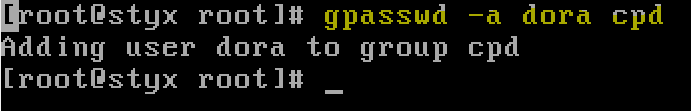 [root@styx root]# gpasswd -a dora cpd
Adding user dora to group cpd
[root@styx root]# _